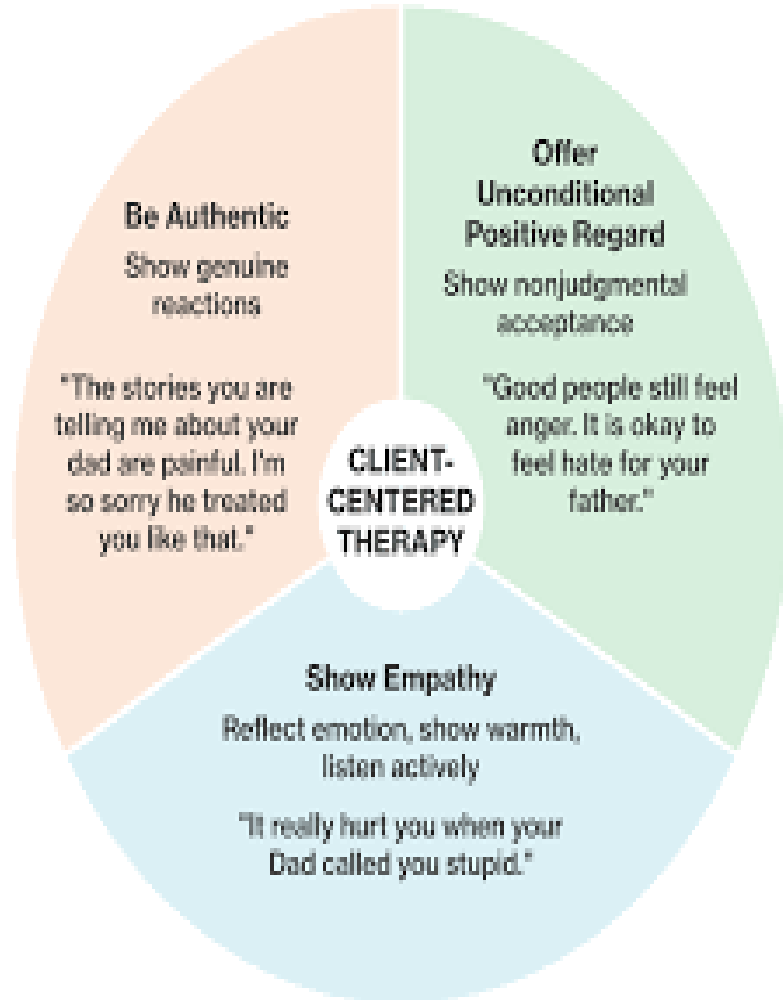 Be Authentic
Show genuine
reactions
"The stories you are
telling me about your
dad are painful. I'm
so sorry he treated
you like that."
Offer
Unconditional
Positive Regard
Show nonjudgmental
acceptance
"Good people still feel
anger. It is okay to
feel hate for your
father."
CLIENT-
CENTERED
THERAPY
Show Empathy
Reflect emotion, show warmth,
listen actively
"It really hurt you when your
Dad called you stupid."